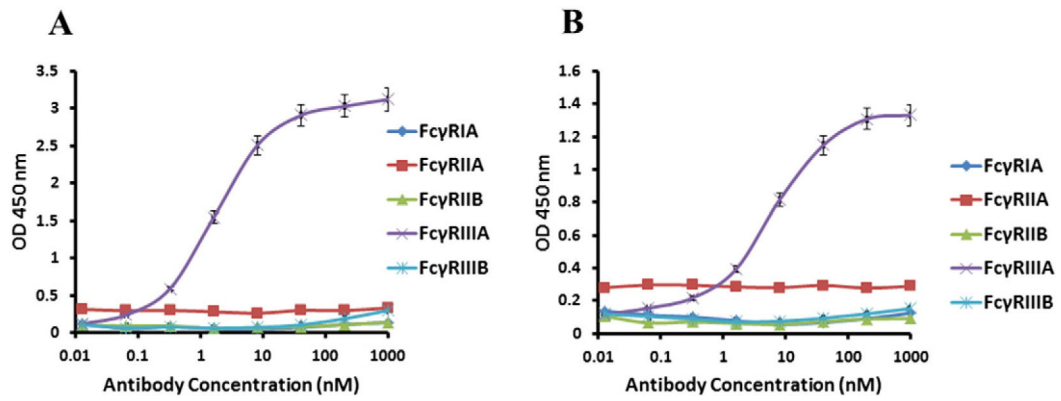 A
3.5
3
2.5
2
1.5
1
0.5
0
OD 450 nm
0.01 0.1 1 10 100 1000
Antibody Concentration (nM)
FcγRIA
FcγRIIA
FcγRIIB
FcγRIIIA
FcγRIIIB
B
1.6
1.4
1.2
1
0.8
0.6
0.4
0.2
0
OD 450 nm
0.01 0.1 1 10 100 1000
Antibody Concentration (nM)
FcγRIA
FcγRIIA
FcγRIIB
FcγRIIIA
FcγRIIIB